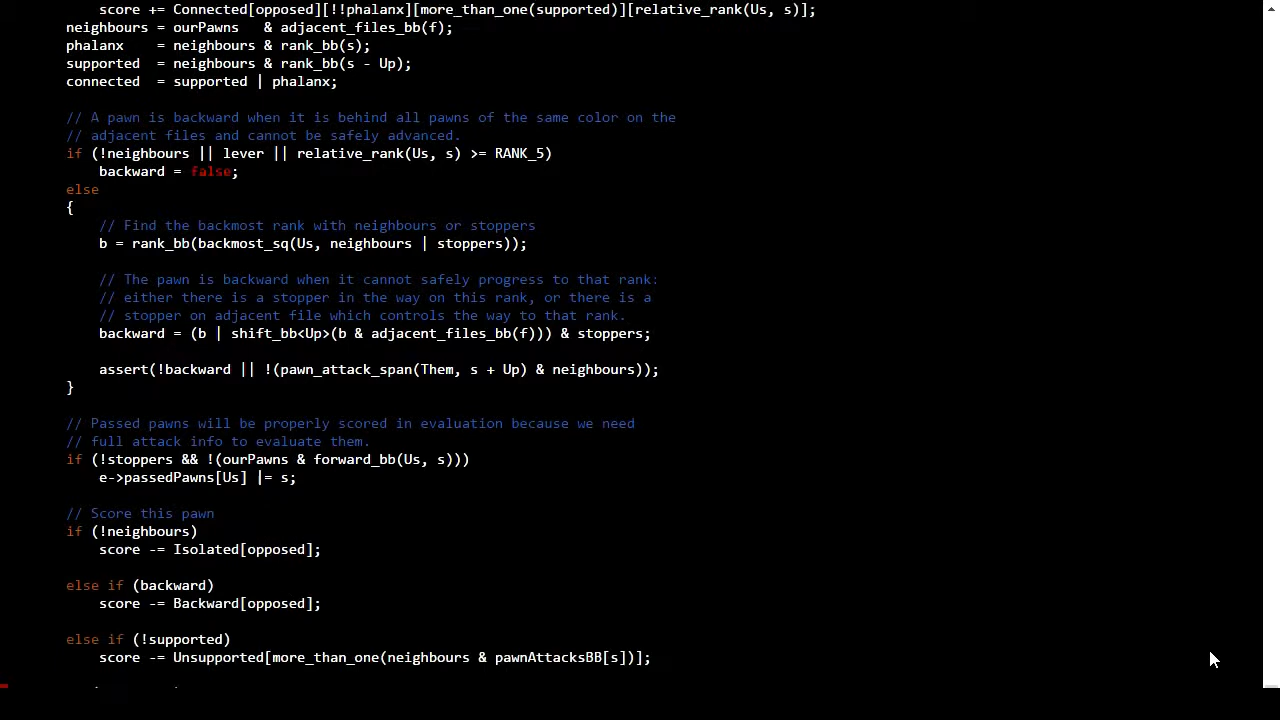 score += Connected[opposed][!!phalanx][more_than_one(supported)][relative_rank(Us, s)];
neighbours = ourPawns   & adjacent_files_bb(f);
phalanx    = neighbours & rank_bb(s);
supported  = neighbours & rank_bb(s - Up);
connected  = supported | phalanx;
// A pawn is backward when it is behind all pawns of the same color on the
// adjacent files and cannot be safely advanced.
if (!neighbours || lever || relative_rank(Us, s) >= RANK_5)
backward = false;
else
{
// Find the backmost rank with neighbours or stoppers
b = rank_bb(backmost_sq(Us, neighbours | stoppers));
// The pawn is backward when it cannot safely progress to that rank:
// either there is a stopper in the way on this rank, or there is a
// stopper on adjacent file which controls the way to that rank.
backward = (b | shift_bb<Up>(b & adjacent_files_bb(f))) & stoppers;
assert(!backward || !(pawn_attack_span(Them, s + Up) & neighbours));
}
// Passed pawns will be properly scored in evaluation because we need
// full attack info to evaluate them.
if (!stoppers && !(ourPawns & forward_bb(Us, s)))
e->passedPawns[Us] |= s;
// Score this pawn
if (!neighbours)
score -= Isolated[opposed];
else if (backward)
score -= Backward[opposed];
else if (!supported)
score -= Unsupported[more_than_one(neighbours & pawnAttacksBB[s])];